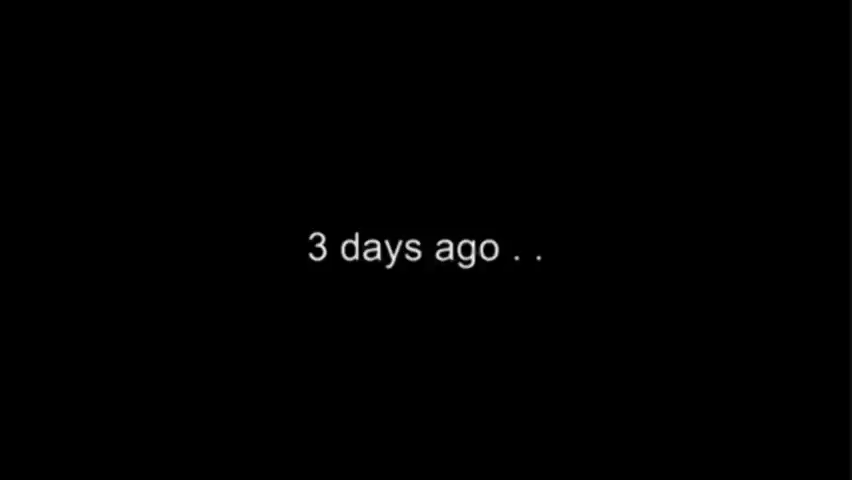 3 days ago . .